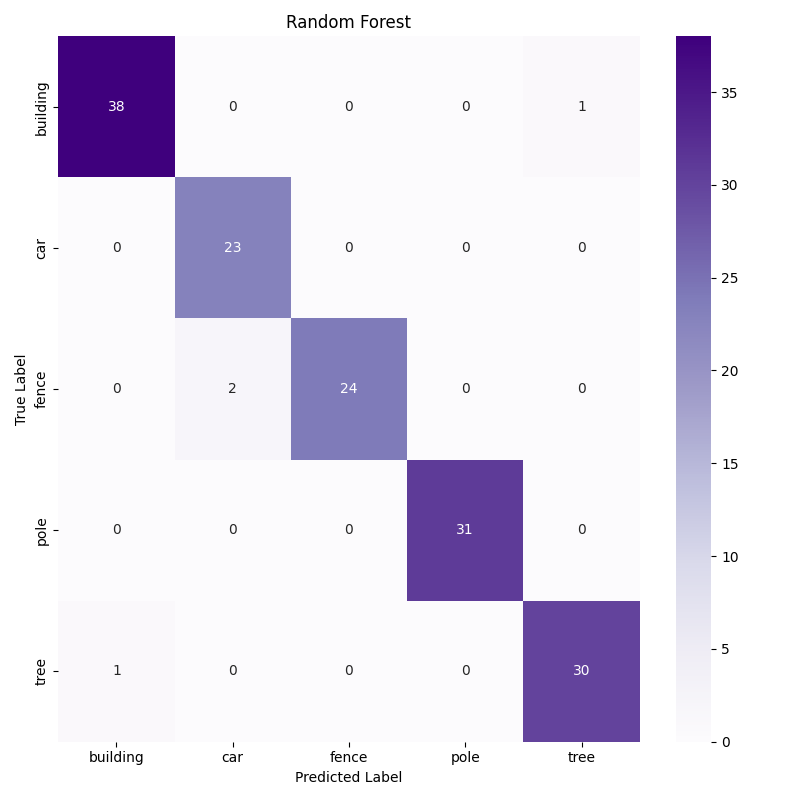 Random Forest
building 38 0 0 0 1
car 0 23 0 0 0
fence 0 2 24 0 0
pole 0 0 0 31 0
tree 1 0 0 0 30
building car fence pole tree
Predicted Label
True Label
35
30
25
20
15
10
5
0